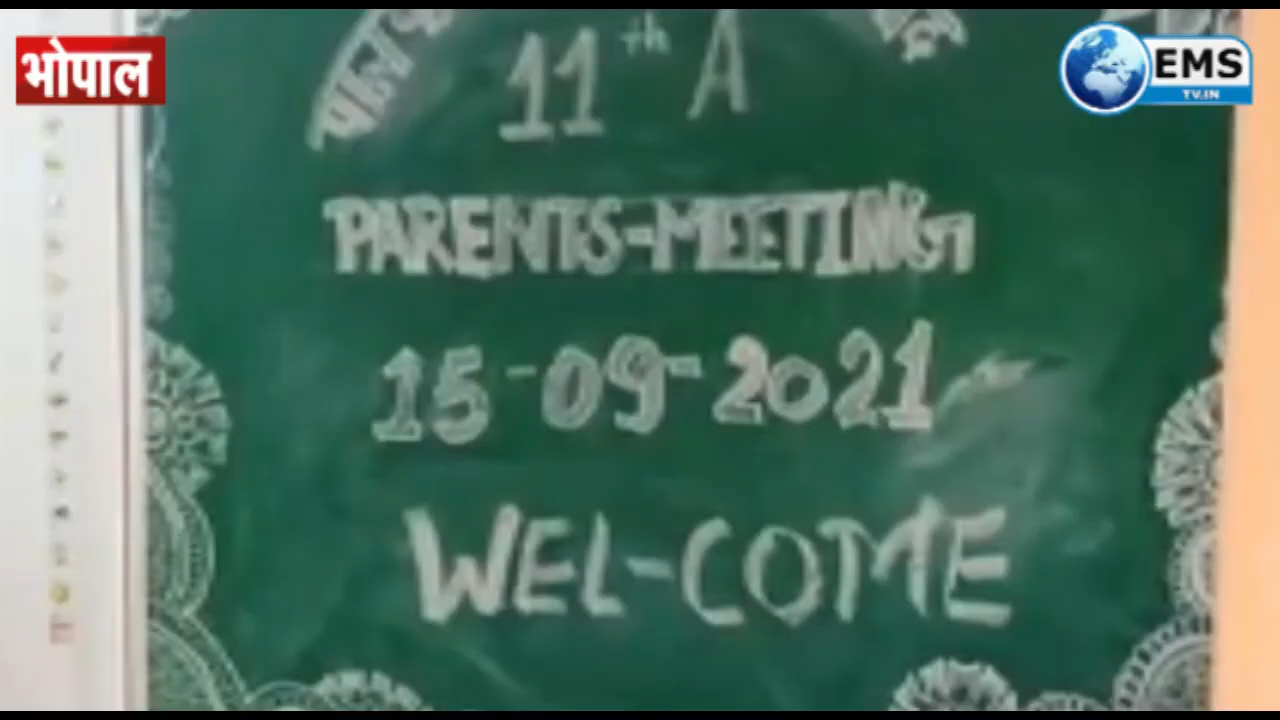 भोपाल
EMS
TV.IN
11th A
PARENTS-MEETING
15-09-2021
WEL-COME